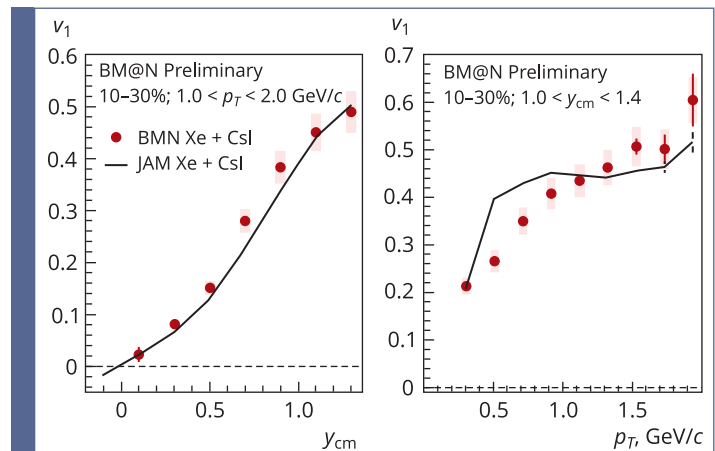 v1
0.6
0.5
0.4
0.3
0.2
0.1
0
BM@N Preliminary
10–30%; 1.0 < pT < 2.0 GeV/c
BMN Xe + CsI
JAM Xe + CsI
0
0.5
1.0
ycm
v1
0.7
0.6
0.5
0.4
0.3
0.2
0.1
0
BM@N Preliminary
10–30%; 1.0 < ycm < 1.4
0.5
1.0
1.5
pT, GeV/c